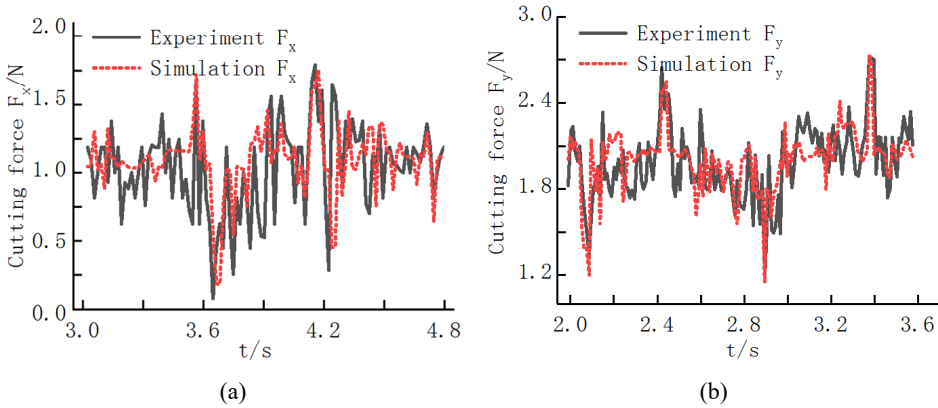 Cutting force F_x/N
2.0
1.5
1.0
0.5
0.0
Experiment F_x
Simulation F_x
3.0 3.6 4.2 4.8
t/s
(a)
Cutting force F_y/N
3.0
2.4
1.8
1.2
Experiment F_y
Simulation F_y
2.0 2.4 2.8 3.2 3.6
t/s
(b)